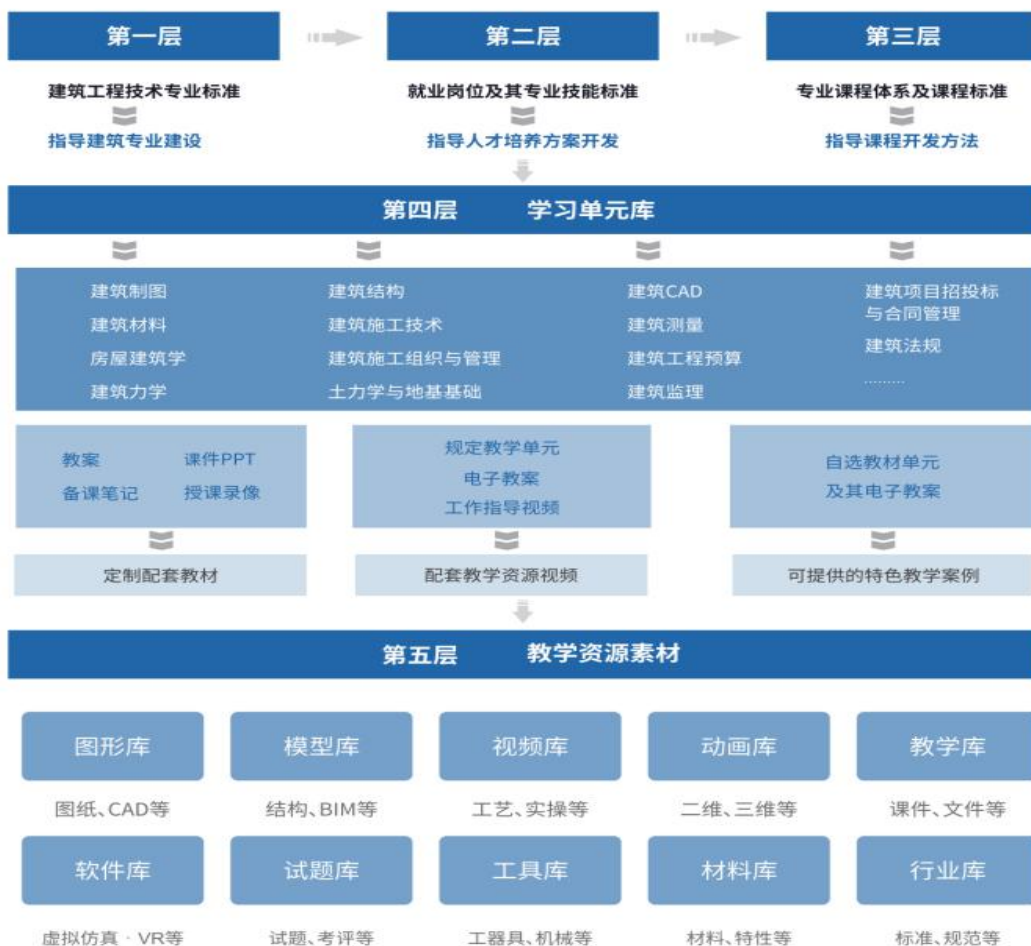 第一层
第二层
第三层
建筑工程技术专业标准
就业岗位及其专业技能标准
专业课程体系及课程标准
指导建筑专业建设
指导人才培养方案开发
指导课程开发方法
第四层 学习单元库
建筑制图
建筑材料
房屋建筑学
建筑力学
建筑结构
建筑施工技术
建筑施工组织与管理
土力学与地基基础
建筑CAD
建筑测量
建筑工程预算
建筑监理
建筑项目招投标
与合同管理
建筑法规
.........
教案 课件PPT
备课笔记 授课录像
规定教学单元
电子教案
工作指导视频
自选教材单元
及其电子教案
定制配套教材
配套教学资源视频
可提供的特色教学案例
第五层 教学资源素材
图形库
模型库
视频库
动画库
教学库
图纸、CAD等
结构、BIM等
工艺、实操等
二维、三维等
课件、文件等
软件库
试题库
工具库
材料库
行业库
虚拟仿真·VR等
试题、考评等
工器具、机械等
材料、特性等
标准、规范等